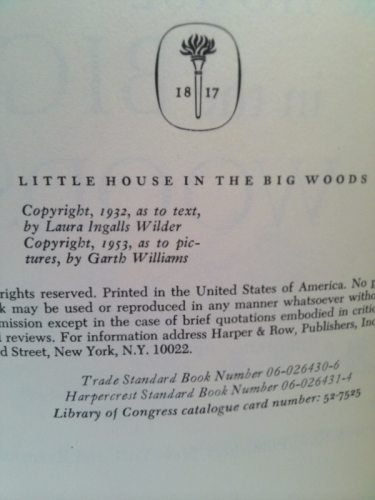 18 17
LITTLE HOUSE IN THE BIG WOODS
Copyright, 1932, as to text,
by Laura Ingalls Wilder
Copyright, 1953, as to pic-
tures, by Garth Williams
rights reserved. Printed in the United States of America. No
may be used or reproduced in any manner whatsoever
except in the case of brief quotations embodied in
reviews. For information address Harper & Row, Publishers, Inc
Street, New York, N.Y. 10022.
Trade Standard Book Number 06-026430-6
Harpercrest Standard Book Number 06-026431-4
Library of Congress catalogue card number: 52-7525